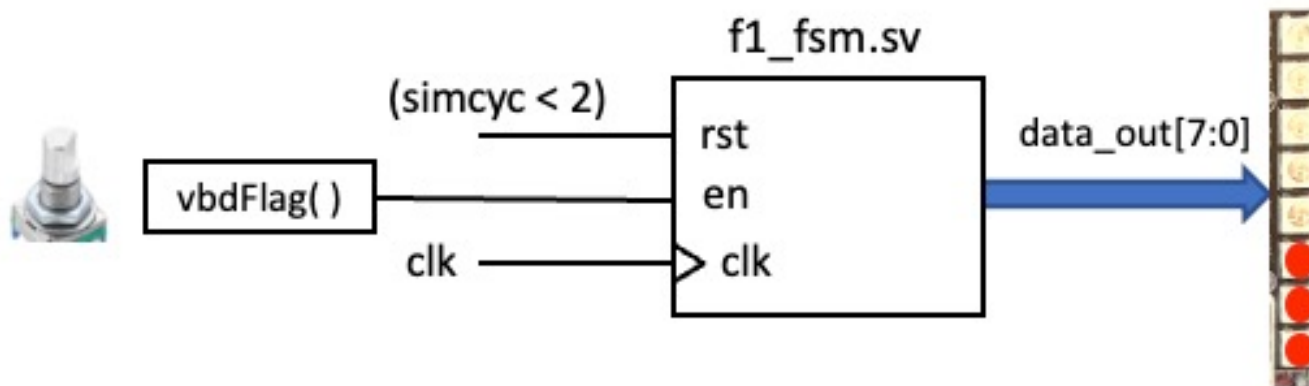 f1_fsm.sv
(simcyc < 2)
rst
data_out[7:0]
vbdFlag( )
en
clk
clk